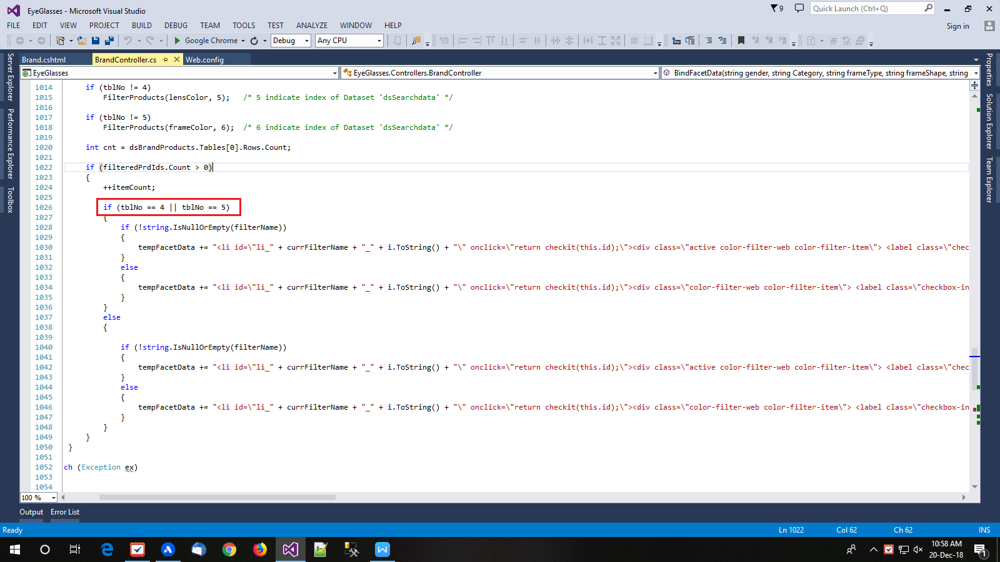 EyeGlasses - Microsoft Visual Studio
9
Quick Launch (Ctrl+Q)
FILE EDIT VIEW PROJECT BUILD DEBUG TEAM TOOLS TEST ANALYZE WINDOW HELP
Sign in
Google Chrome
Debug
Any CPU
Server Explorer
Performance Explorer
Toolbox
Brand.cshtml
BrandController.cs
Web.config
EyeGlasses
EyeGlasses.Controllers.BrandController
BindFacetData(string gender, string Category, string frameType, string frameShape, string
1014 if (tblNo != 4)
1015 FilterProducts(lensColor, 5); /* 5 indicate index of Dataset 'dsSearchdata' */
1016
1017 if (tblNo != 5)
1018 FilterProducts(frameColor, 6); /* 6 indicate index of Dataset 'dsSearchdata' */
1019
1020 int cnt = dsBrandProducts.Tables[0].Rows.Count;
1021
1022 if (filteredPrdIds.Count > 0)
1023 {
1024 ++itemCount;
1025
1026 if (tblNo == 4 || tblNo == 5)
1027 {
1028 if (!string.IsNullOrEmpty(filterName))
1029 {
1030 tempFacetData += "<li id=\"li_" + currFilterName + "_" + i.ToString() + "\" onclick=\"return checkit(this.id);\"><div class=\"active color-filter-web color-filter-item\"> <label class=\"chec
1031 }
1032 else
1033 {
1034 tempFacetData += "<li id=\"li_" + currFilterName + "_" + i.ToString() + "\" onclick=\"return checkit(this.id);\"><div class=\"color-filter-web color-filter-item\"> <label class=\"checkbox-in
1035 }
1036 }
1037 else
1038 {
1039
1040 if (!string.IsNullOrEmpty(filterName))
1041 {
1042 tempFacetData += "<li id=\"li_" + currFilterName + "_" + i.ToString() + "\" onclick=\"return checkit(this.id);\"><div class=\"active color-filter-web color-filter-item\"> <label class=\"chec
1043 }
1044 else
1045 {
1046 tempFacetData += "<li id=\"li_" + currFilterName + "_" + i.ToString() + "\" onclick=\"return checkit(this.id);\"><div class=\"color-filter-web color-filter-item\"> <label class=\"checkbox-in
1047 }
1048 }
1049 }
1050 }
1051
1052 ch (Exception ex)
1053
1054
Properties
Solution Explorer
Team Explorer
100 %
Output Error List
Ready
Ln 1022 Col 62 Ch 62 INS
10:58 AM
20-Dec-18
1